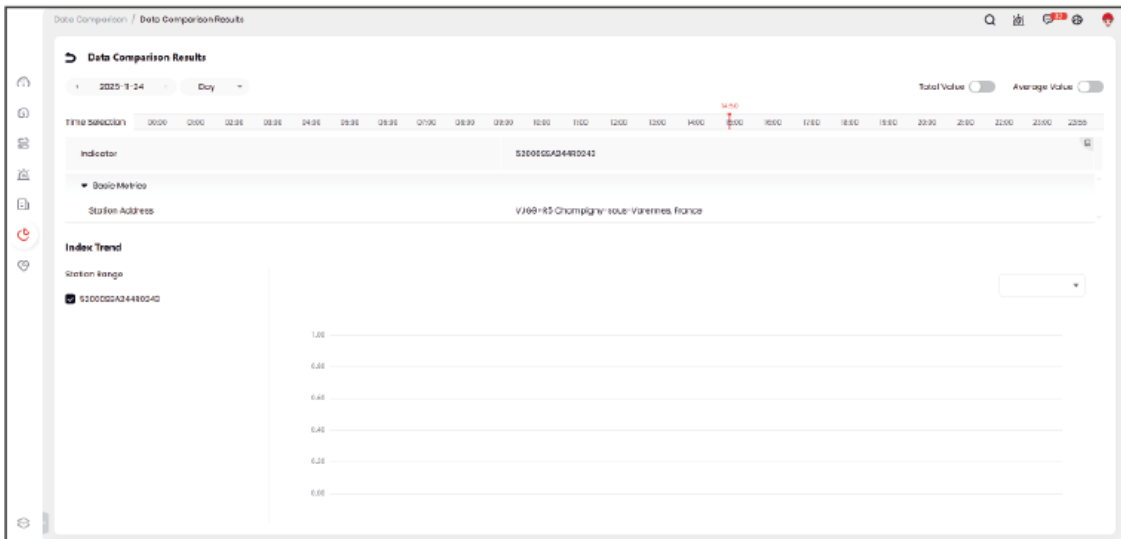 Data Comparison / Data Comparison Results
Data Comparison Results
2025-11-24 Day Total Value Average Value
14:50
Time Selection 00:00 01:00 02:00 03:00 04:00 05:00 06:00 07:00 08:00 09:00 10:00 11:00 12:00 13:00 14:00 15:00 16:00 17:00 18:00 19:00 20:00 21:00 22:00 23:00 23:55
Indicator
Basic Metrics
Station Address Champigny-sous-Varennes, France
Index Trend
Station Range
1.00
0.80
0.60
0.40
0.20
0.00